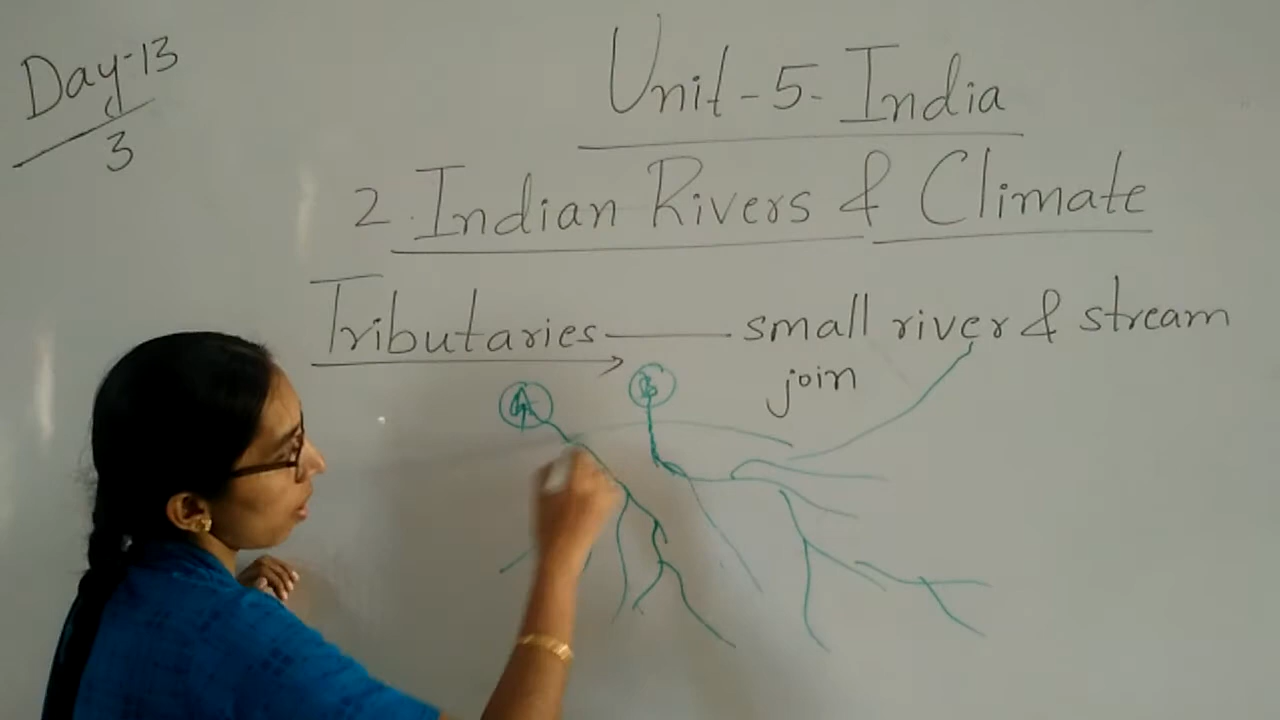 Day-13
3
Unit-5-India
2.Indian Rivers & Climate
Tributaries — small river & stream
join
A
B